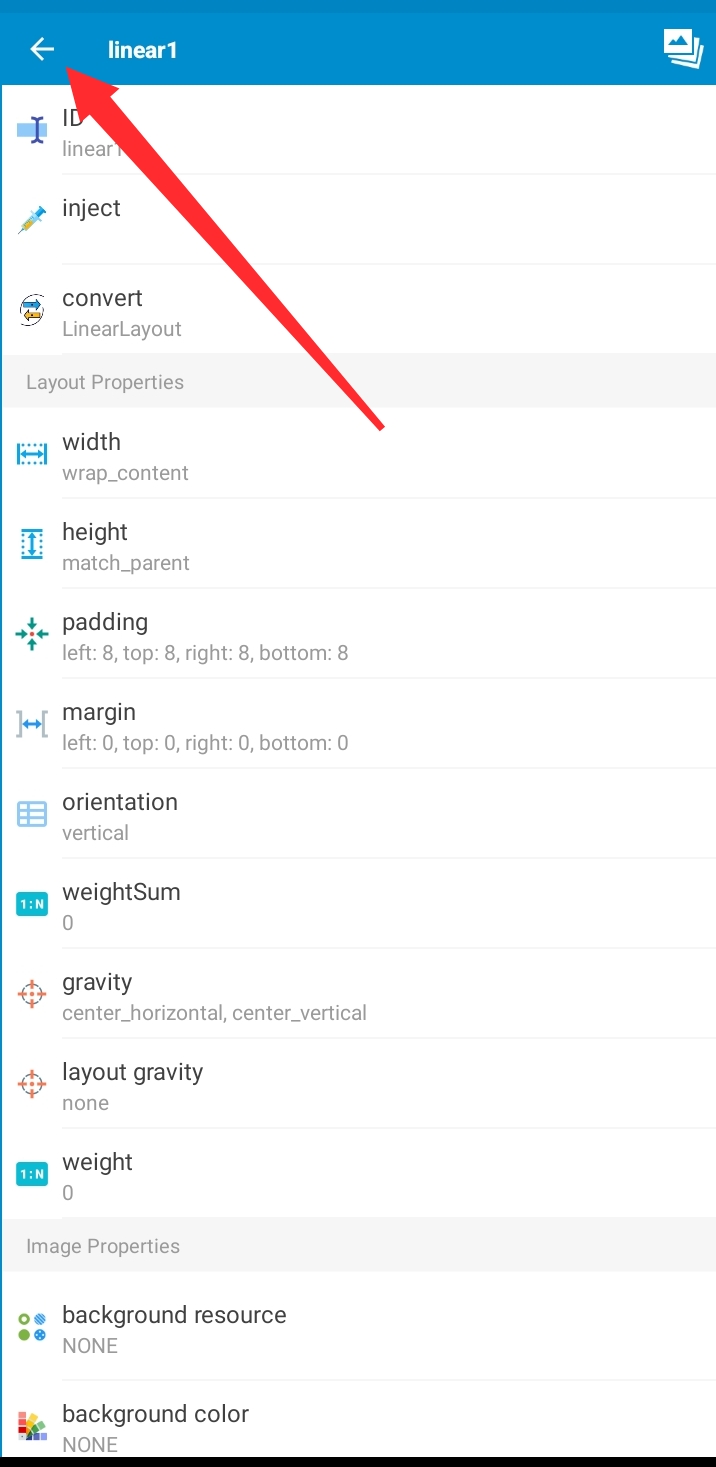 linear1
ID
linear1
inject
convert
LinearLayout
Layout Properties
width
wrap_content
height
match_parent
padding
left: 8, top: 8, right: 8, bottom: 8
margin
left: 0, top: 0, right: 0, bottom: 0
orientation
vertical
1:N
weightSum
0
gravity
center_horizontal, center_vertical
layout gravity
none
1:N
weight
0
Image Properties
background resource
NONE
background color
NONE